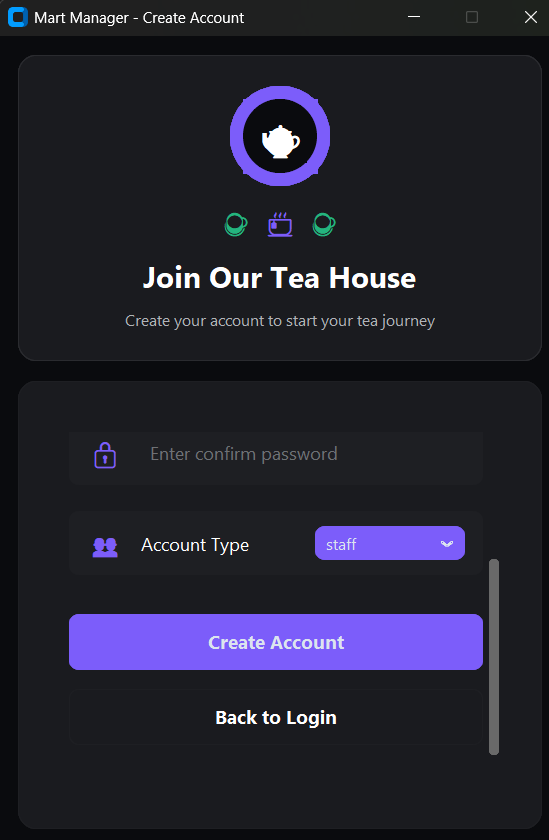 Mart Manager - Create Account
Join Our Tea House
Create your account to start your tea journey
Enter confirm password
Account Type
staff
Create Account
Back to Login